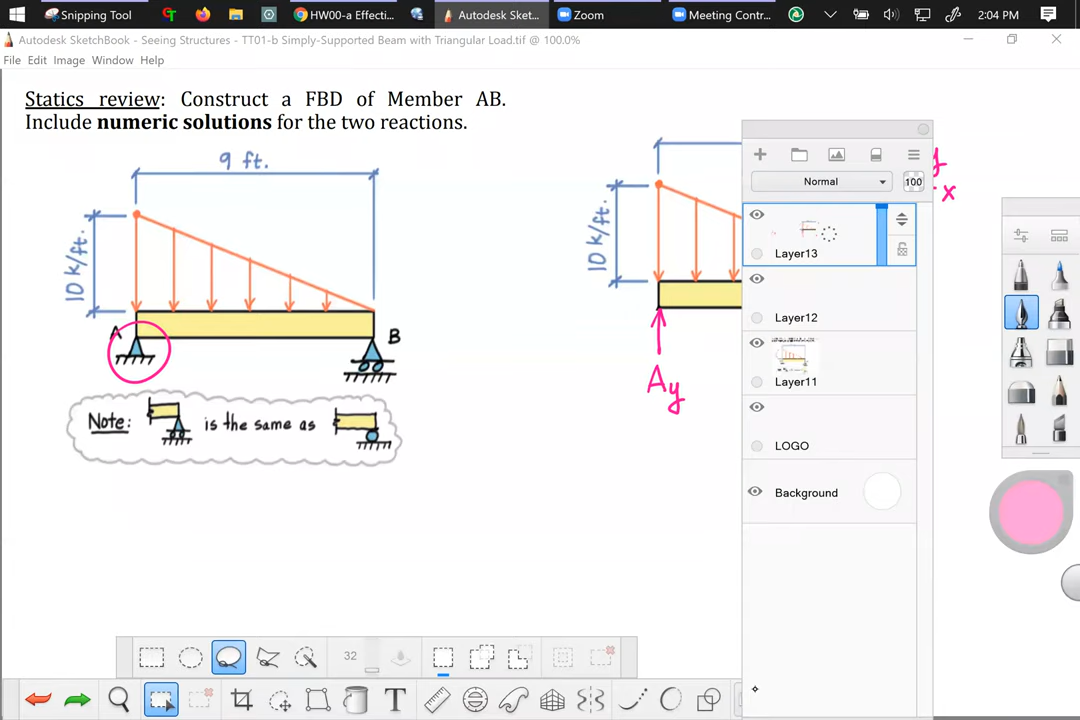 Snipping Tool
HW00-a Effecti...
Autodesk Sket...
Zoom
Meeting Contr...
2:04 PM
Autodesk SketchBook - Seeing Structures - TT01-b Simply-Supported Beam with Triangular Load.tif @ 100.0%
File Edit Image Window Help
Statics review: Construct a FBD of Member AB.
Include numeric solutions for the two reactions.
9 ft.
10 k/ft.
A
B
Note: is the same as
10 k/ft.
Ay
x
Normal
100
Layer13
Layer12
Layer11
LOGO
Background
32
T